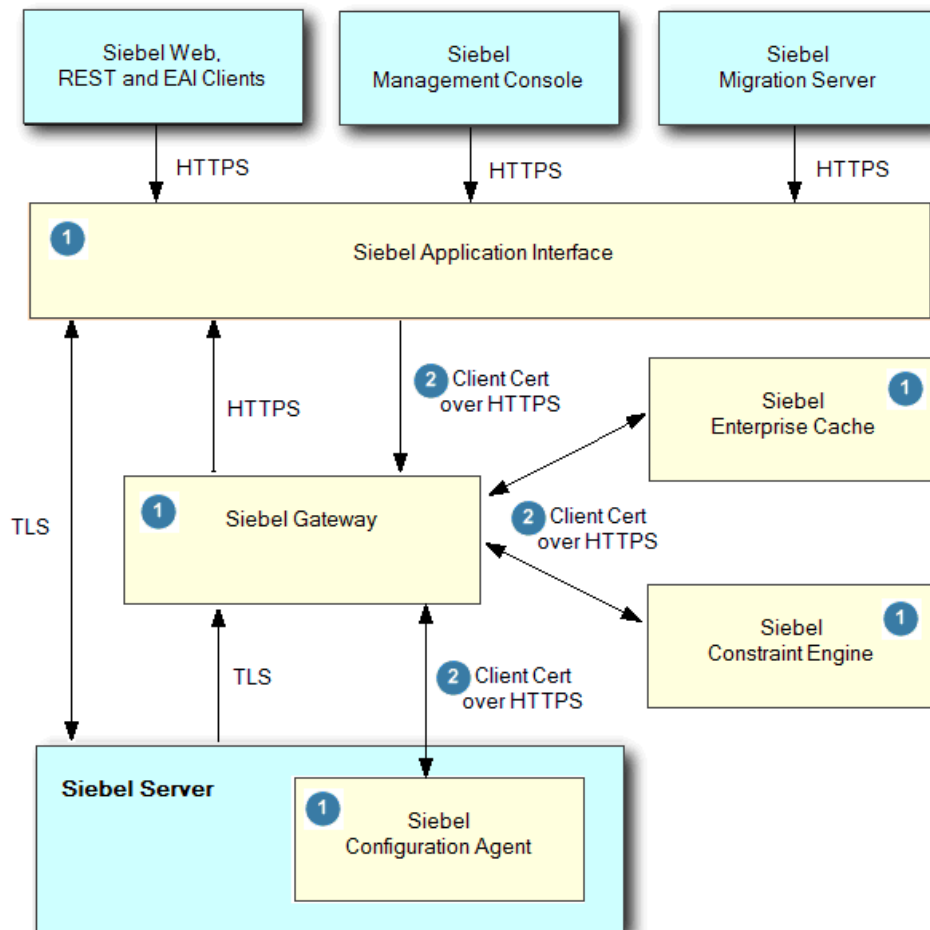 Siebel Web,
REST and EAI Clients
Siebel
Management Console
Siebel
Migration Server
HTTPS
HTTPS
HTTPS
1
Siebel Application Interface
2 Client Cert
over HTTPS
HTTPS
1
Siebel
Enterprise Cache
1
Siebel Gateway
TLS
2 Client Cert
over HTTPS
1
Siebel
Constraint Engine
TLS
2 Client Cert
over HTTPS
Siebel Server
1
Siebel
Configuration Agent